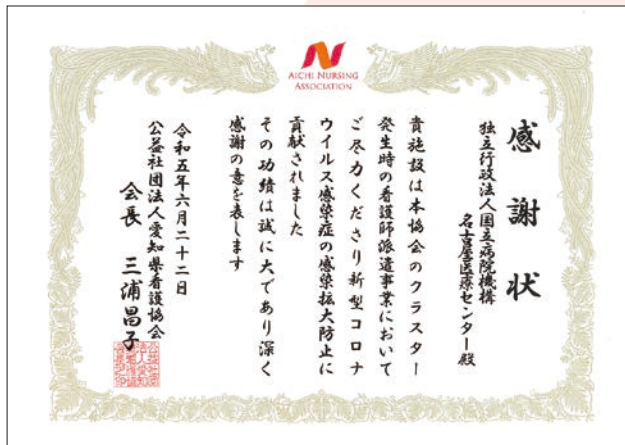 AICHI NURSING
ASSOCIATION
感謝状
独立行政法人国立病院機構
名古屋医療センター殿
貴施設は本協会のクラスター
発生時の看護師派遣事業において
ご尽力くださり新型コロナ
ウイルス感染症の感染拡大防止に
貢献されました
その功績は誠に大であり深く
感謝の意を表します
令和五年六月二十二日
公益社団法人愛知県看護協会
会長 三浦昌子